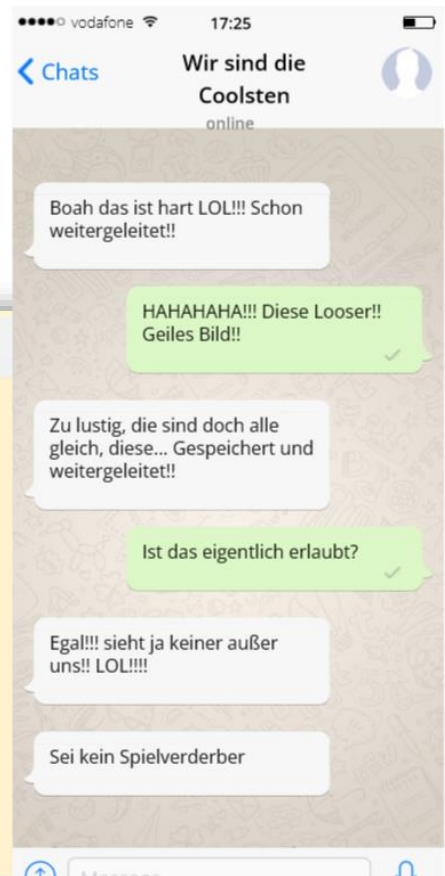 vodafone 17:25
Chats
Wir sind die
Coolsten
online
Boah das ist hart LOL!!! Schon
weitergeleitet!!
HAHAHAHA!!! Diese Looser!!
Geiles Bild!!
Zu lustig, die sind doch alle
gleich, diese... Gespeichert und
weitergeleitet!!
Ist das eigentlich erlaubt?
Egal!!! sieht ja keiner außer
uns!! LOL!!!!
Sei kein Spielverderber
Message